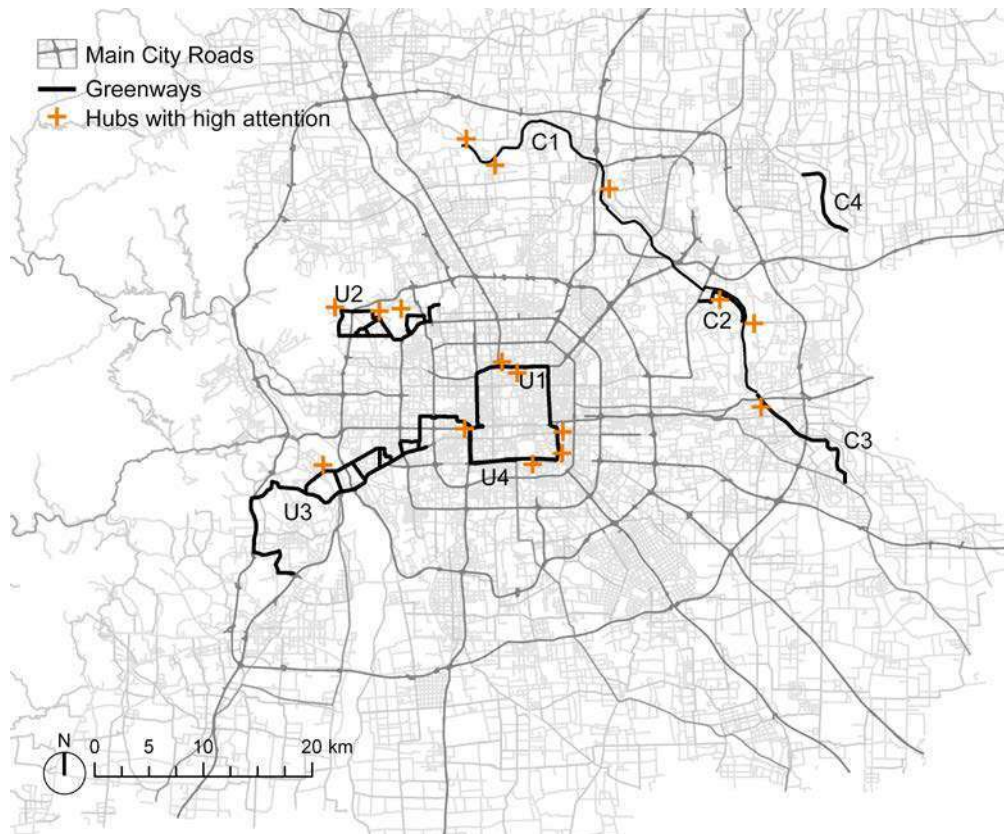 Main City Roads
Greenways
Hubs with high attention
C1
C4
U2
C2
U1
C3
U4
U3
N 0 5 10 20 km